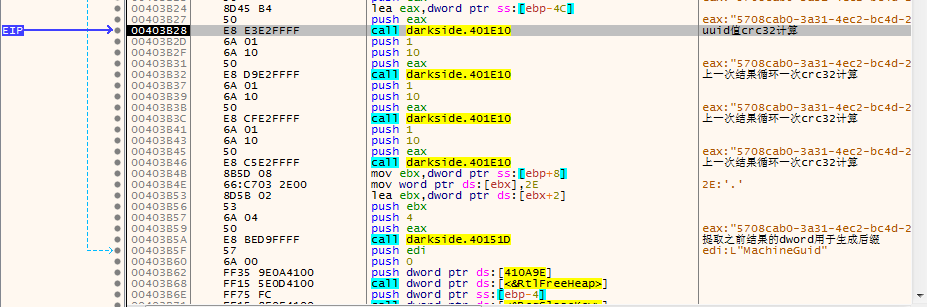 00403B24 8D45 B4 lea eax,dword ptr ss:[ebp-4C]
00403B27 50 push eax eax:"5708cab0-3a31-4ec2-bc4d-2
EIP 00403B28 E8 E3E2FFFF call darkside.401E10 uuid值crc32计算
00403B2D 6A 01 push 1
00403B2F 6A 10 push 10
00403B31 50 push eax eax:"5708cab0-3a31-4ec2-bc4d-2
00403B32 E8 D9E2FFFF call darkside.401E10 上一次结果循环一次crc32计算
00403B37 6A 01 push 1
00403B39 6A 10 push 10
00403B3B 50 push eax eax:"5708cab0-3a31-4ec2-bc4d-2
00403B3C E8 CFE2FFFF call darkside.401E10 上一次结果循环一次crc32计算
00403B41 6A 01 push 1
00403B43 6A 10 push 10
00403B45 50 push eax eax:"5708cab0-3a31-4ec2-bc4d-2
00403B46 E8 C5E2FFFF call darkside.401E10 上一次结果循环一次crc32计算
00403B4B 8B5D 08 mov ebx,dword ptr ss:[ebp+8]
00403B4E 66:C703 2E00 mov word ptr ds:[ebx],2E 2E:'.'
00403B53 8D5B 02 lea ebx,dword ptr ds:[ebx+2]
00403B56 53 push ebx
00403B57 6A 04 push 4
00403B59 50 push eax eax:"5708cab0-3a31-4ec2-bc4d-2
00403B5A E8 BED9FFFF call darkside.40151D 提取之前结果的dword用于生成后缀
00403B5F 57 push edi edi:L"MachineGuid"
00403B60 6A 00 push 0
00403B62 FF35 9E0A4100 push dword ptr ds:[410A9E]
00403B68 FF15 5E0D4100 call dword ptr ds:[<&RtlFreeHeap>]
00403B6E FF75 FC push dword ptr ss:[ebp-4]